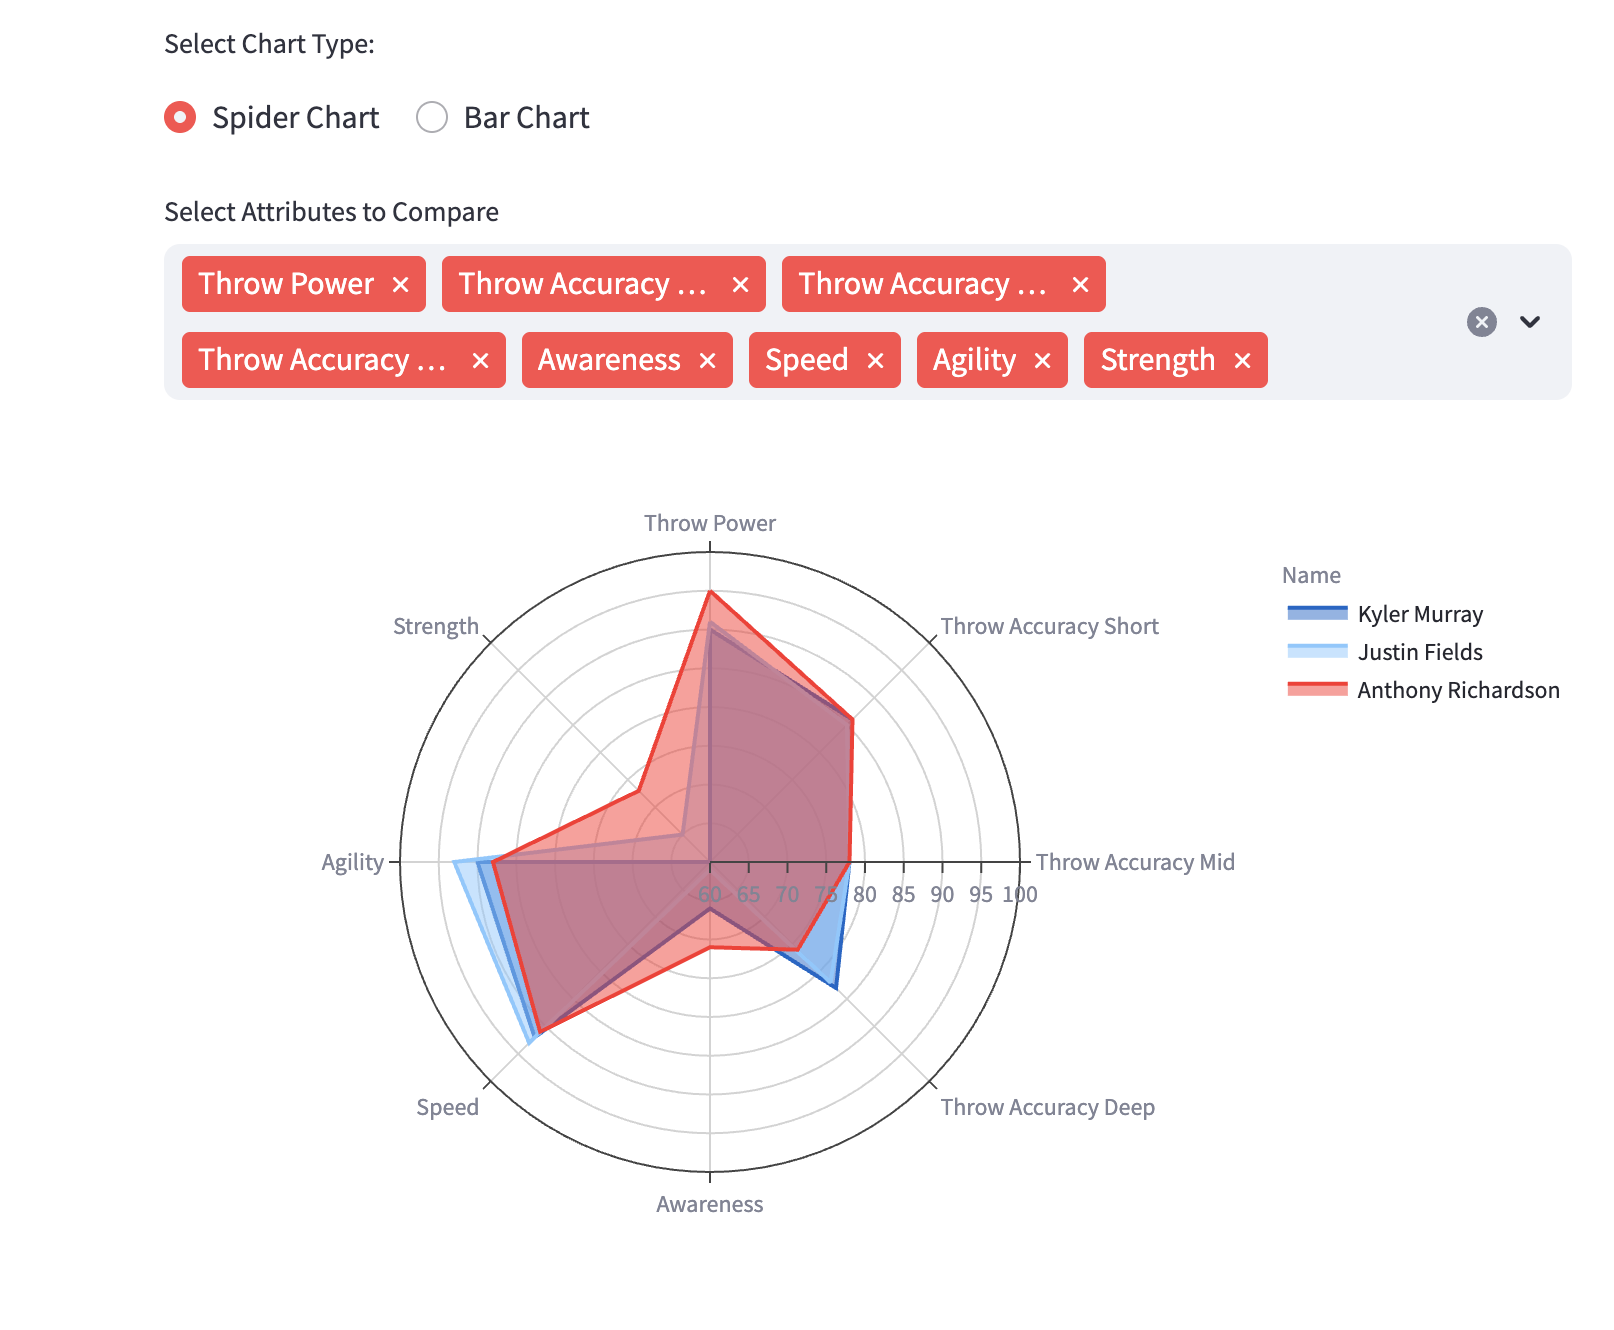 Select Chart Type:
Spider Chart Bar Chart
Select Attributes to Compare
Throw Power × Throw Accuracy ... × Throw Accuracy ... ×
Throw Accuracy ... × Awareness × Speed × Agility × Strength ×
Throw Power
Strength
Throw Accuracy Short
Agility
Throw Accuracy Mid
60 65 70 75 80 85 90 95 100
Speed
Throw Accuracy Deep
Awareness
Name
Kyler Murray
Justin Fields
Anthony Richardson